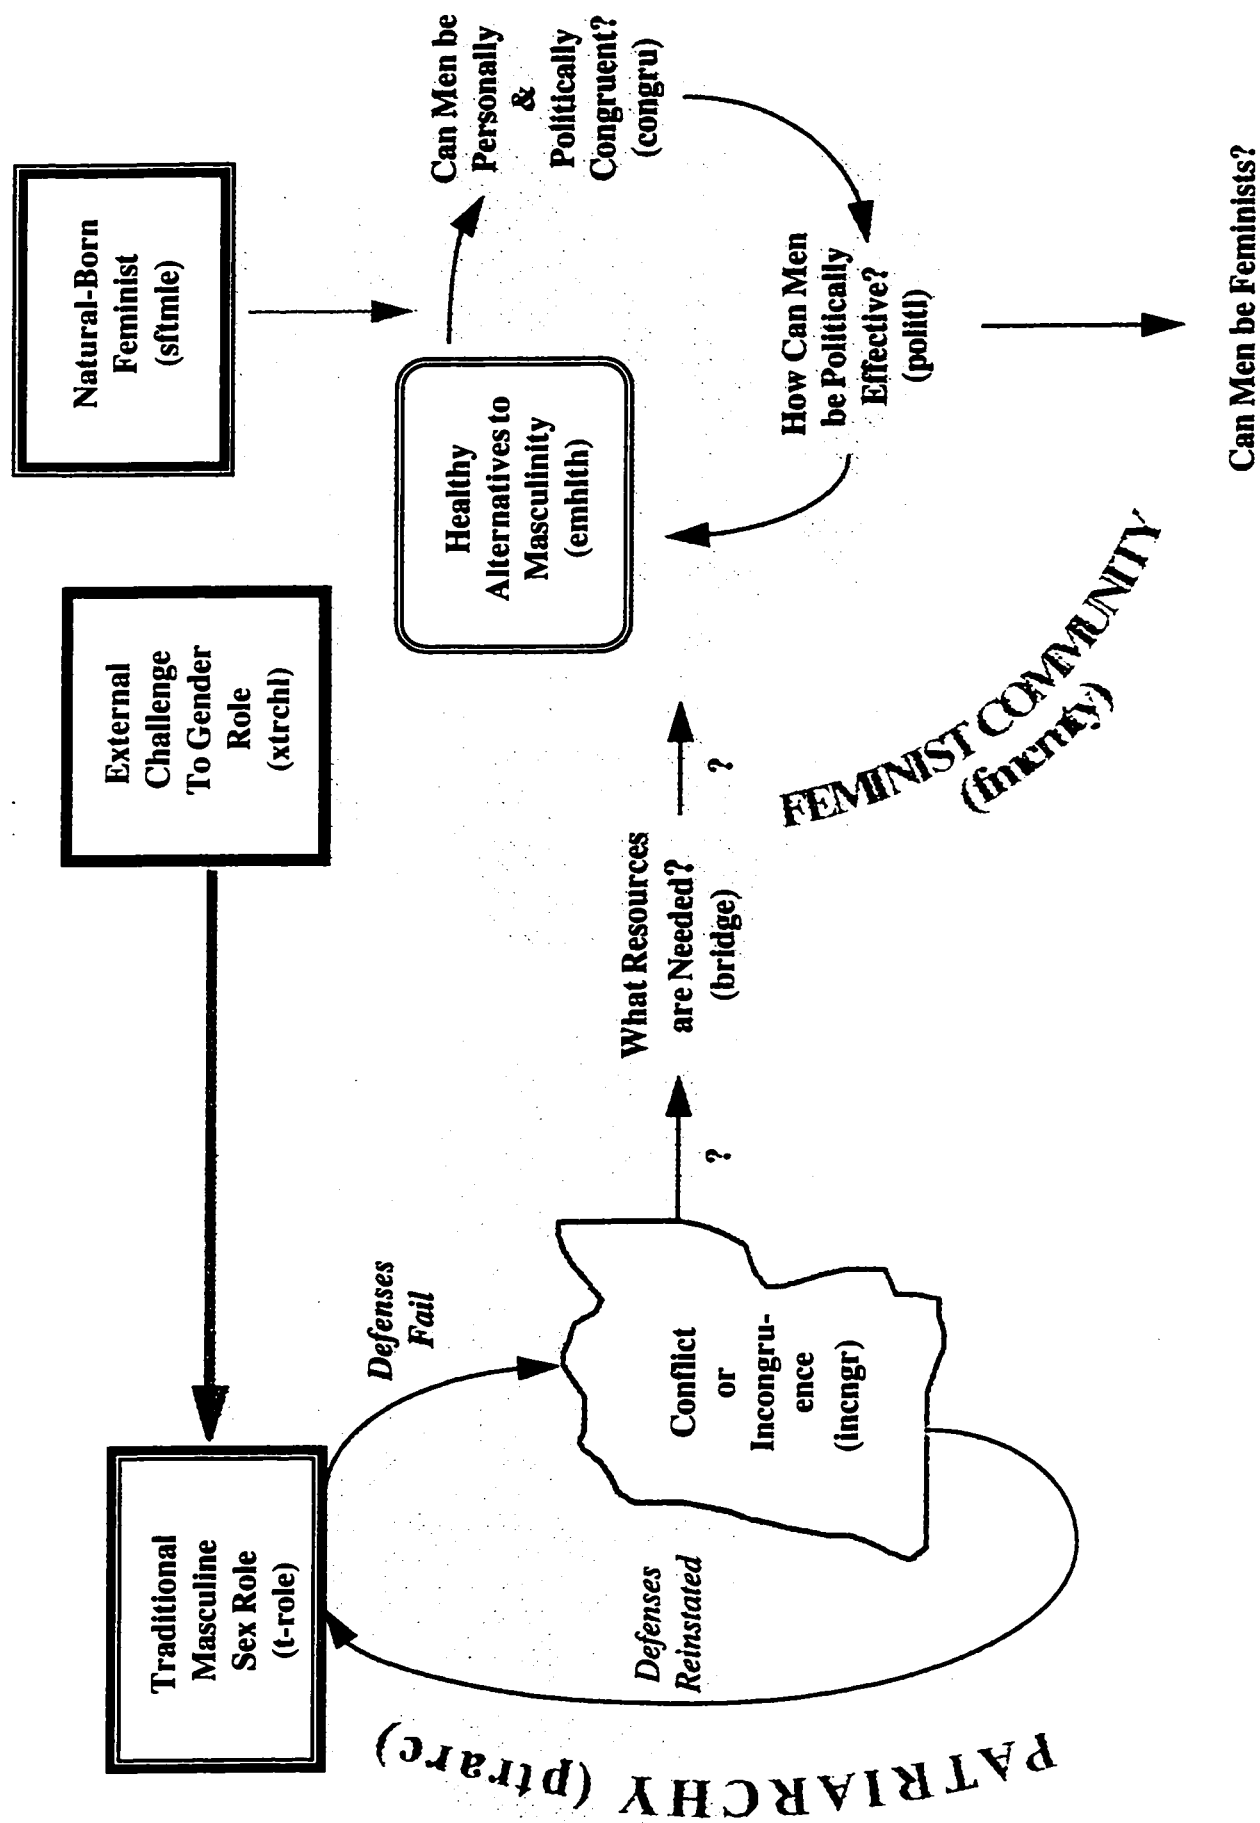 Natural-Born
Feminist
(sftmle)
External
Challenge
To Gender
Role
(xtrchl)
Traditional
Masculine
Sex Role
(t-role)
Defenses
Fail
Conflict
or
Incongru-
ence
(incngr)
Defenses
Reinstated
PATRIARCHY (ptrarc)
?
What Resources
are Needed?
(bridge)
?
Healthy
Alternatives to
Masculinity
(emhlth)
Can Men be
Personally
&
Politically
Congruent?
(congru)
How Can Men
be Politically
Effective?
(politl)
FEMINIST COMMUNITY
(fmcmty)
Can Men be Feminists?